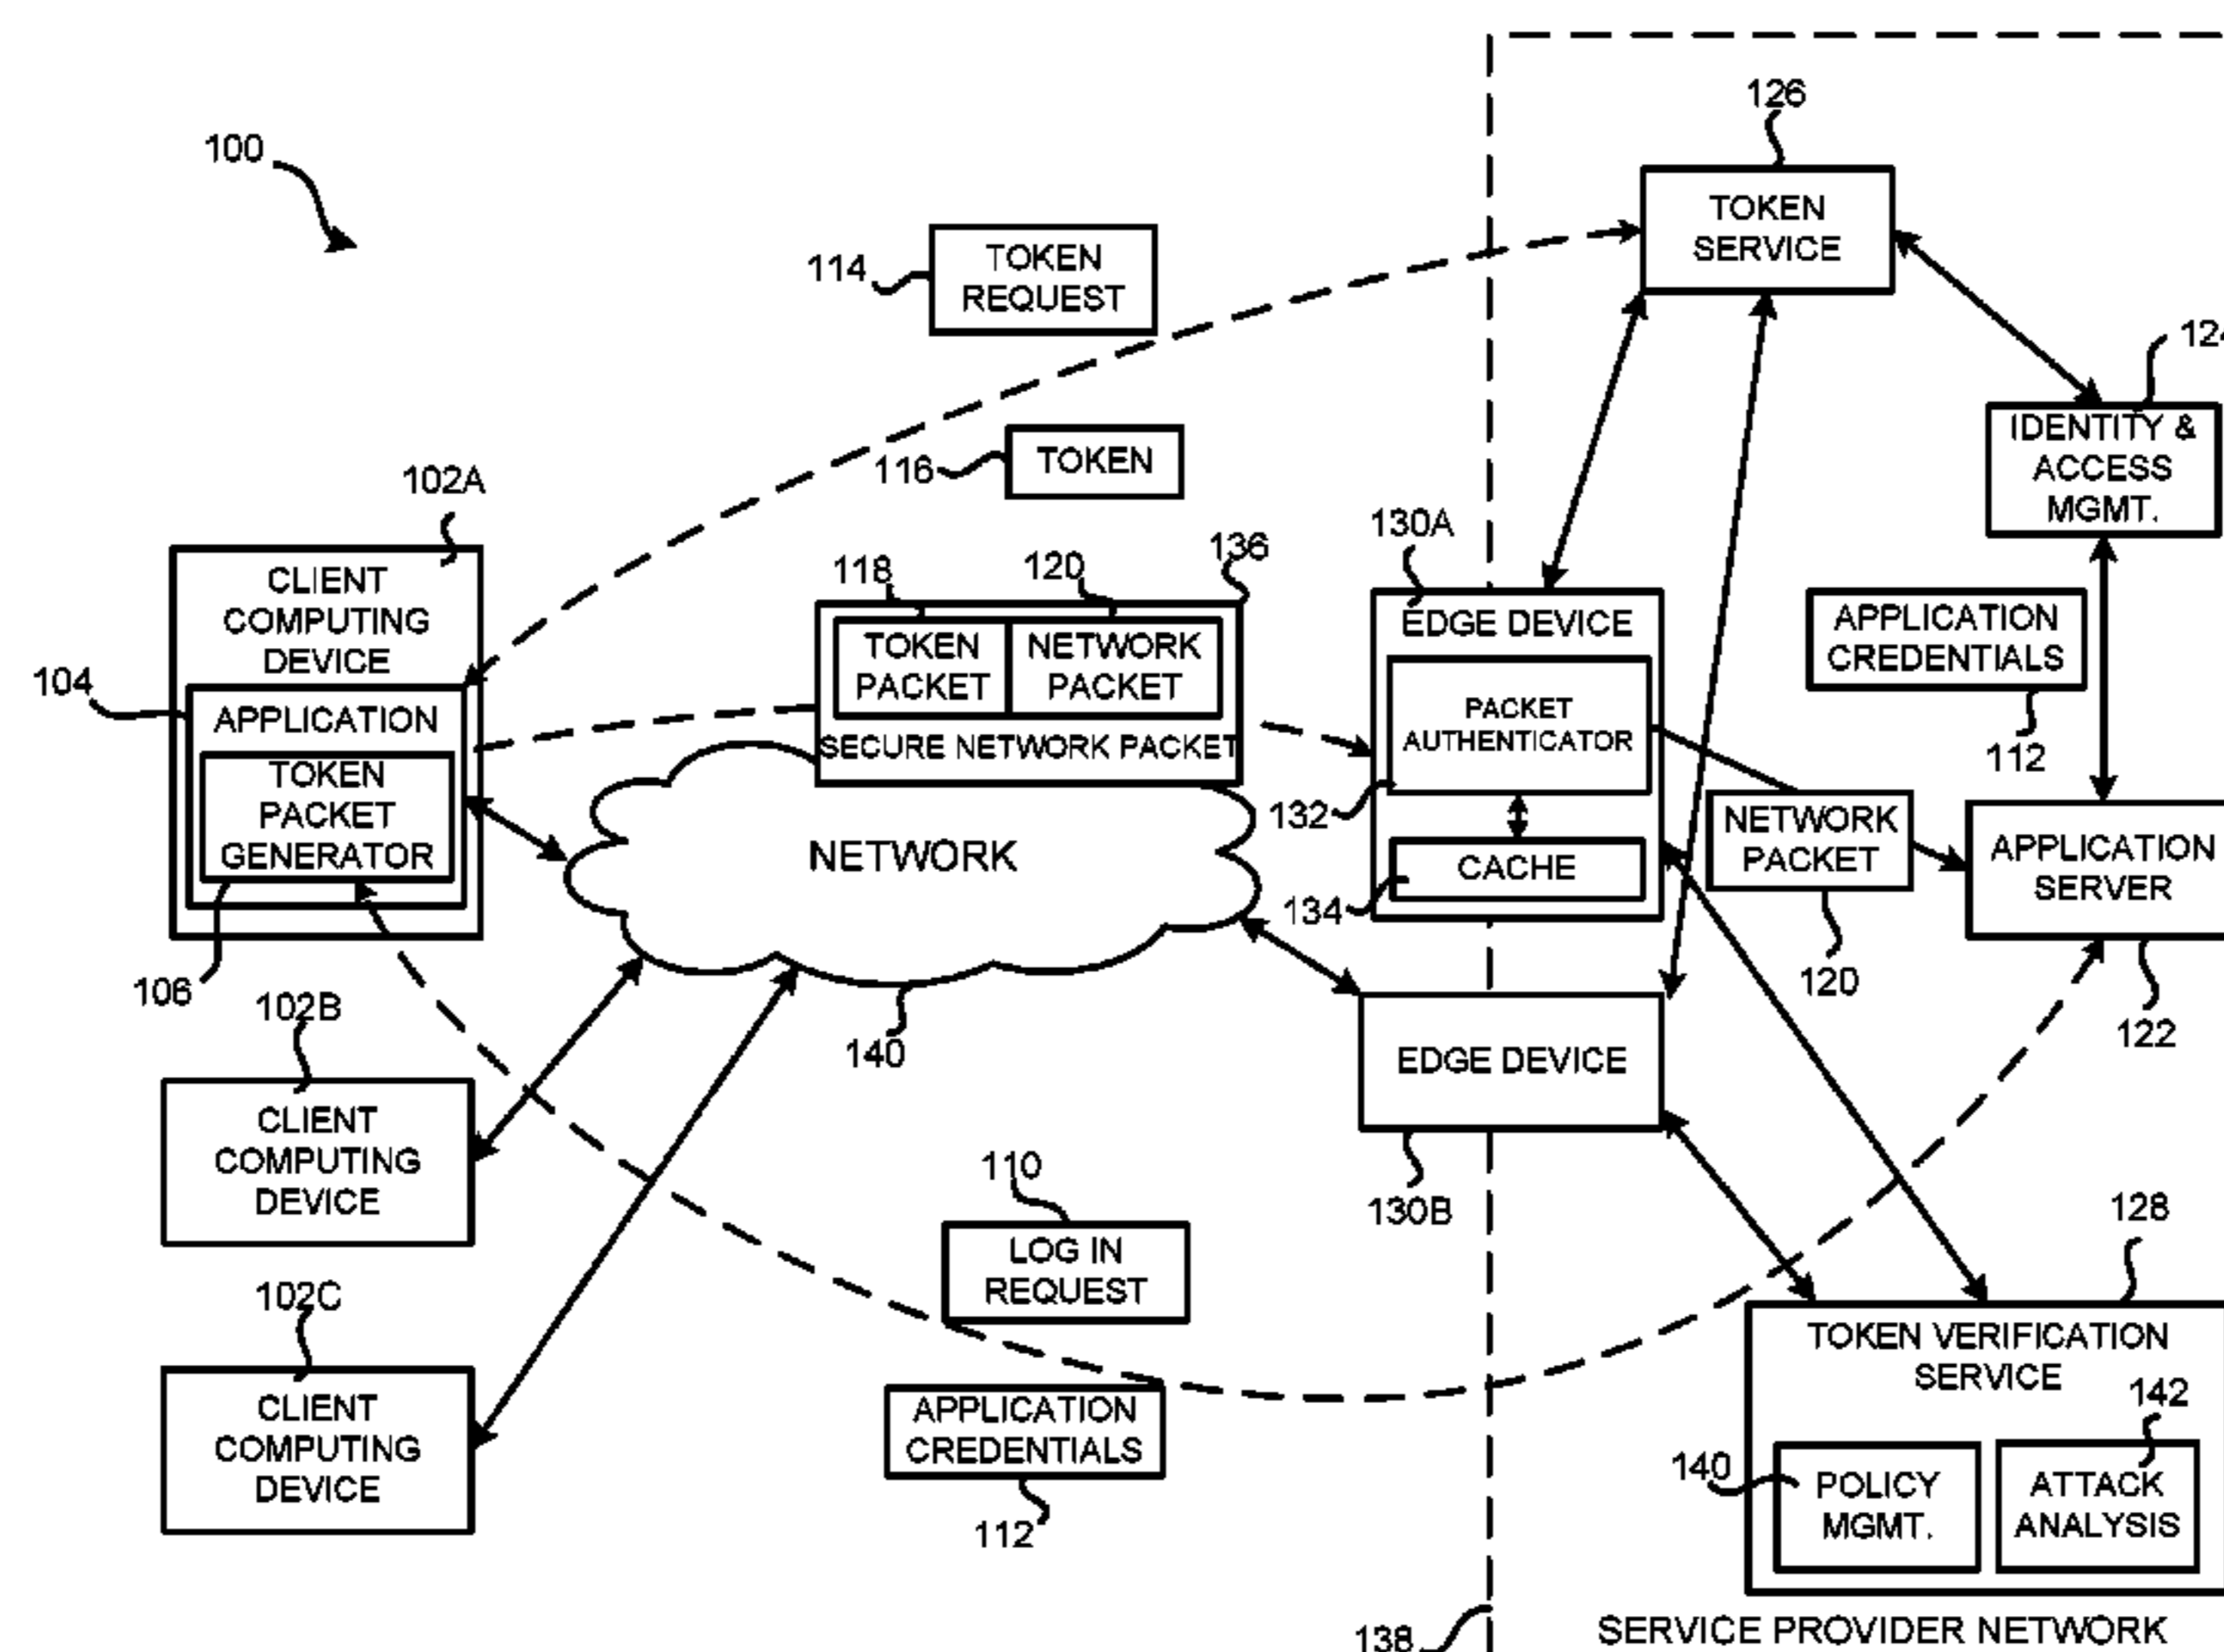 100
126
TOKEN
SERVICE
114
TOKEN
REQUEST
116
TOKEN
IDENTITY &
ACCESS
MGMT.
102A
CLIENT
COMPUTING
DEVICE
104
APPLICATION
TOKEN
PACKET
GENERATOR
106
118
120
136
TOKEN
PACKET
NETWORK
PACKET
SECURE NETWORK PACKET
NETWORK
140
130A
EDGE DEVICE
PACKET
AUTHENTICATOR
132
CACHE
134
APPLICATION
CREDENTIALS
112
NETWORK
PACKET
120
APPLICATION
SERVER
122
102B
CLIENT
COMPUTING
DEVICE
EDGE DEVICE
130B
102C
CLIENT
COMPUTING
DEVICE
110
LOG IN
REQUEST
APPLICATION
CREDENTIALS
112
128
TOKEN VERIFICATION
SERVICE
142
140
POLICY
MGMT.
ATTACK
ANALYSIS
138
SERVICE PROVIDER NETWORK